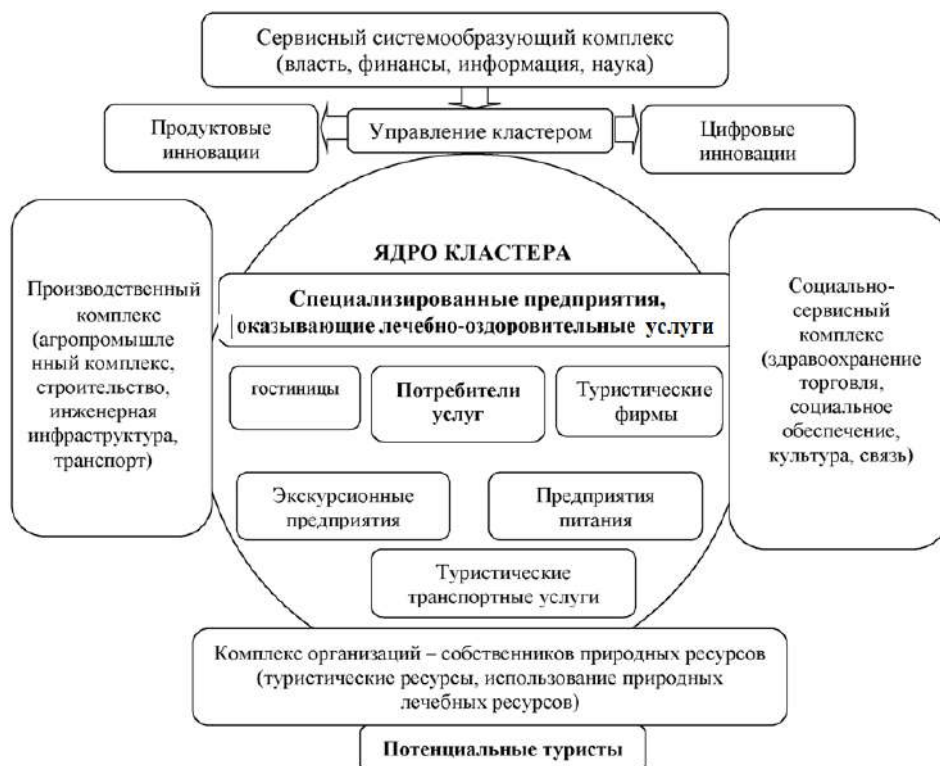 Сервисный системообразующий комплекс
(власть, финансы, информация, наука)
Продуктовые
инновации
Управление кластером
Цифровые
инновации
ЯДРО КЛАСТЕРА
Специализированные предприятия,
оказывающие лечебно-оздоровительные услуги
Производственный
комплекс
(агропромышле
нный комплекс,
строительство,
инженерная
инфраструктура,
транспорт)
гостиницы
Потребители
услуг
Туристические
фирмы
Социально-
сервисный
комплекс
(здравоохранение
торговля,
социальное
обеспечение,
культура, связь)
Экскурсионные
предприятия
Предприятия
питания
Туристические
транспортные услуги
Комплекс организаций – собственников природных ресурсов
(туристические ресурсы, использование природных
лечебных ресурсов)
Потенциальные туристы